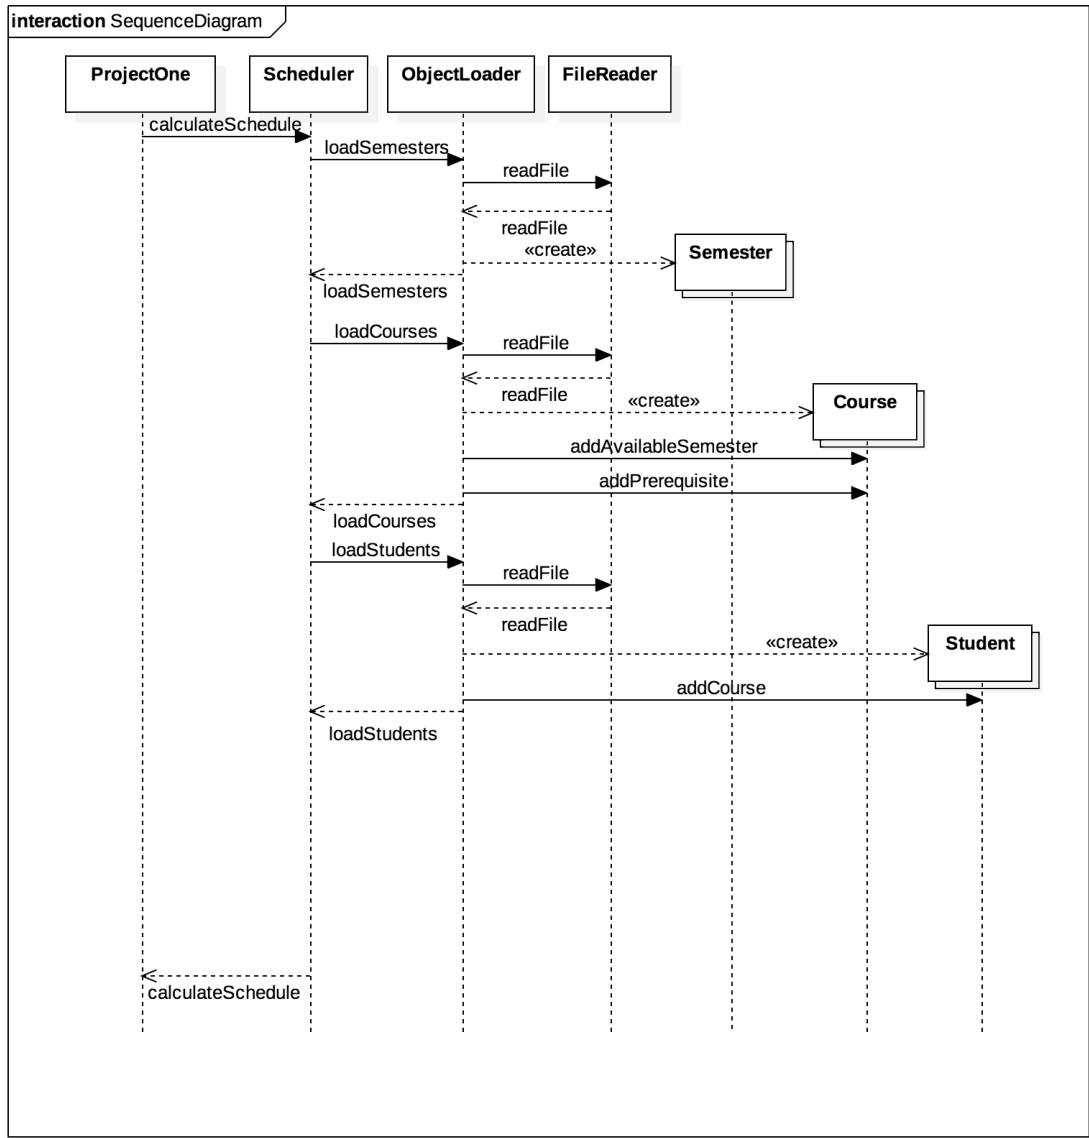 interaction SequenceDiagram
ProjectOne
Scheduler
ObjectLoader
FileReader
calculateSchedule
loadSemesters
readFile
readFile
«create»
Semester
loadSemesters
loadCourses
readFile
readFile
«create»
Course
addAvailableSemester
addPrerequisite
loadCourses
loadStudents
readFile
readFile
«create»
Student
addCourse
loadStudents
calculateSchedule